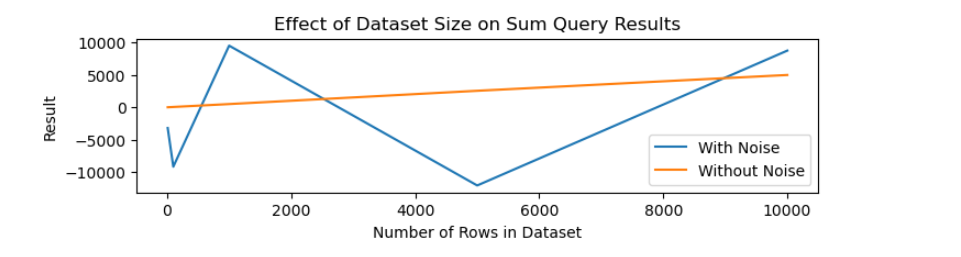 Effect of Dataset Size on Sum Query Results
10000
5000
0
−5000
−10000
Result
With Noise
Without Noise
0 2000 4000 6000 8000 10000
Number of Rows in Dataset